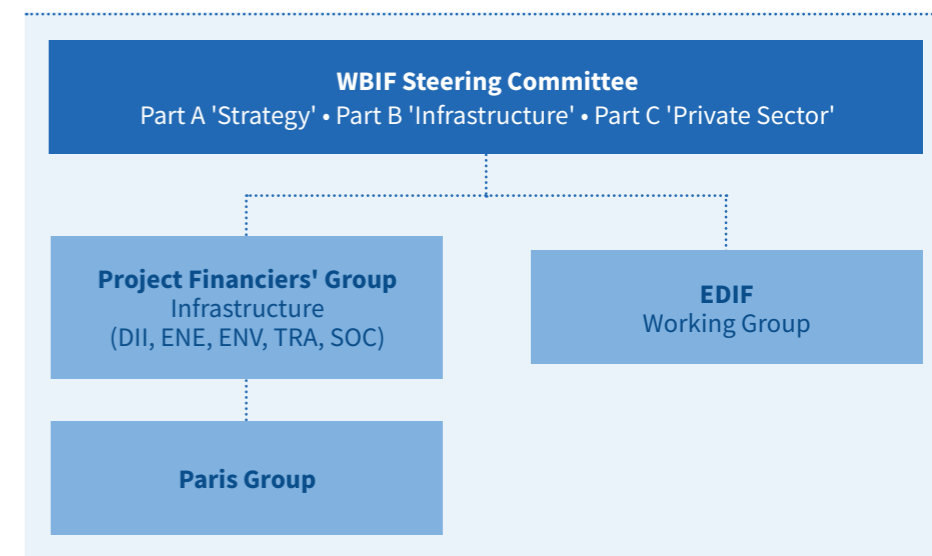 WBIF Steering Committee
Part A 'Strategy' • Part B 'Infrastructure' • Part C 'Private Sector'
Project Financiers' Group
Infrastructure
(DII, ENE, ENV, TRA, SOC)
EDIF
Working Group
Paris Group